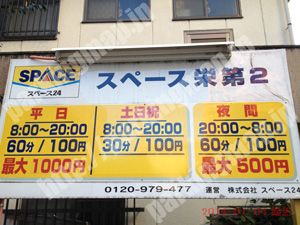 SPACE
スペース24
スペース栄第2
平日
8:00～20:00
60分/100円
最大1000円
土日祝
8:00～20:00
30分/100円
夜間
20:00～8:00
60分/100円
最大500円
0120-979-477 運営 株式会社 スペース24